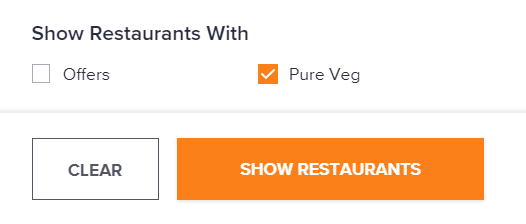 Show Restaurants With
Offers Pure Veg
CLEAR SHOW RESTAURANTS